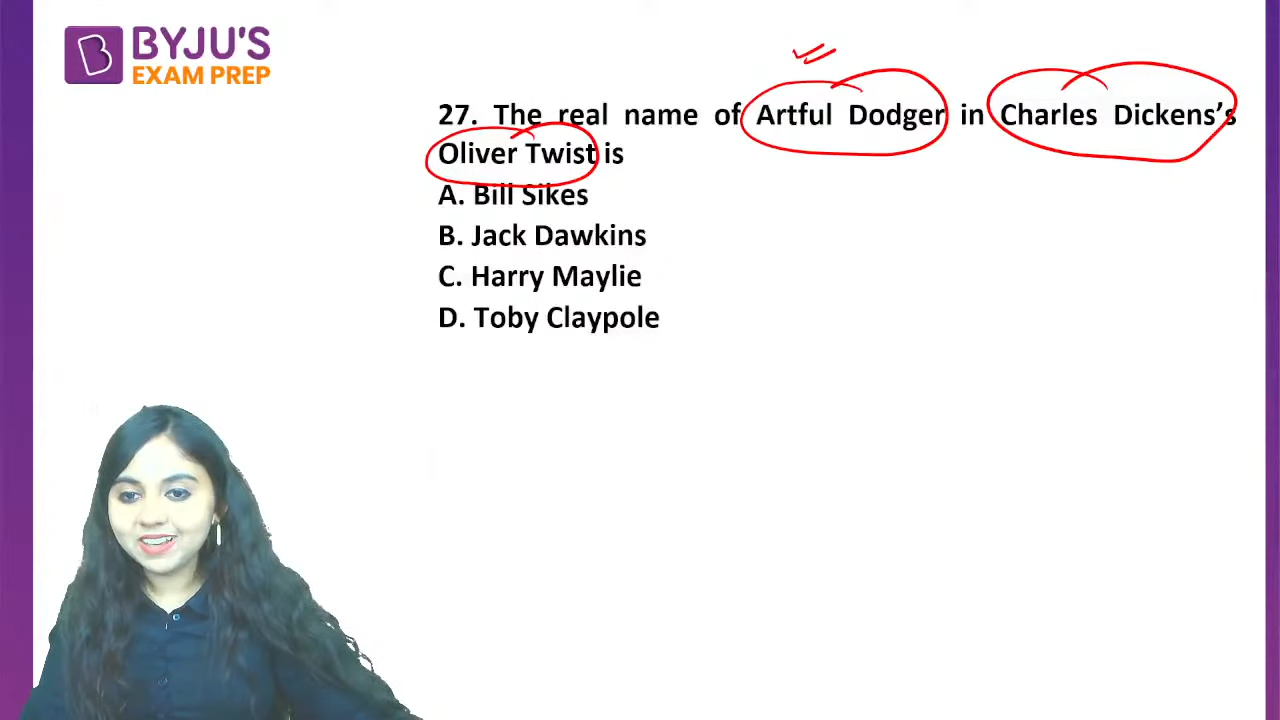 BYJU'S
EXAM PREP
27. The real name of Artful Dodger in Charles Dickens's
Oliver Twist is
A. Bill Sikes
B. Jack Dawkins
C. Harry Maylie
D. Toby Claypole